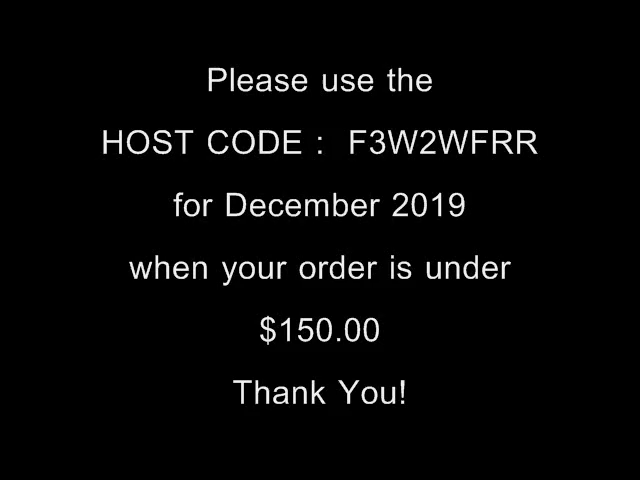 Please use the
HOST CODE :  F3W2WFRR
for December 2019
when your order is under
$150.00
Thank You!